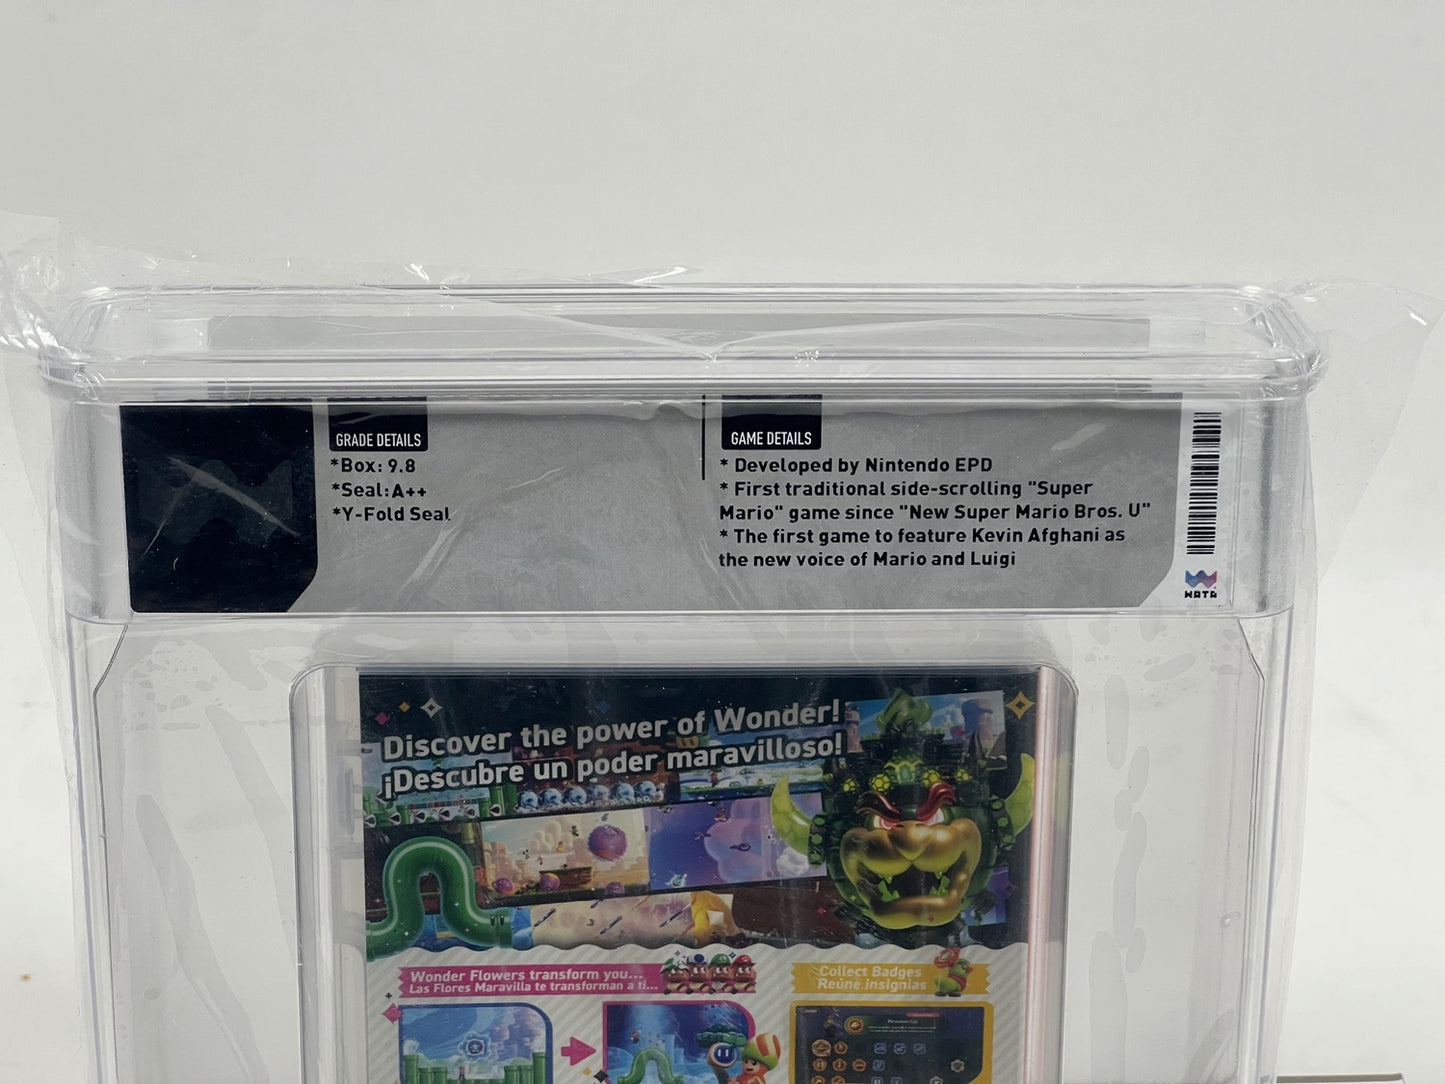 GRADE DETAILS
*Box: 9.8
*Seal: A++
*Y-Fold Seal
GAME DETAILS
* Developed by Nintendo EPD
* First traditional side-scrolling "Super
Mario" game since "New Super Mario Bros. U"
* The first game to feature Kevin Afghani as
the new voice of Mario and Luigi
WATA
Discover the power of Wonder!
¡Descubre un poder maravilloso!
Wonder Flowers transform you...
Las Flores Maravilla te transforman a ti...
Collect Badges
Reúne insignias